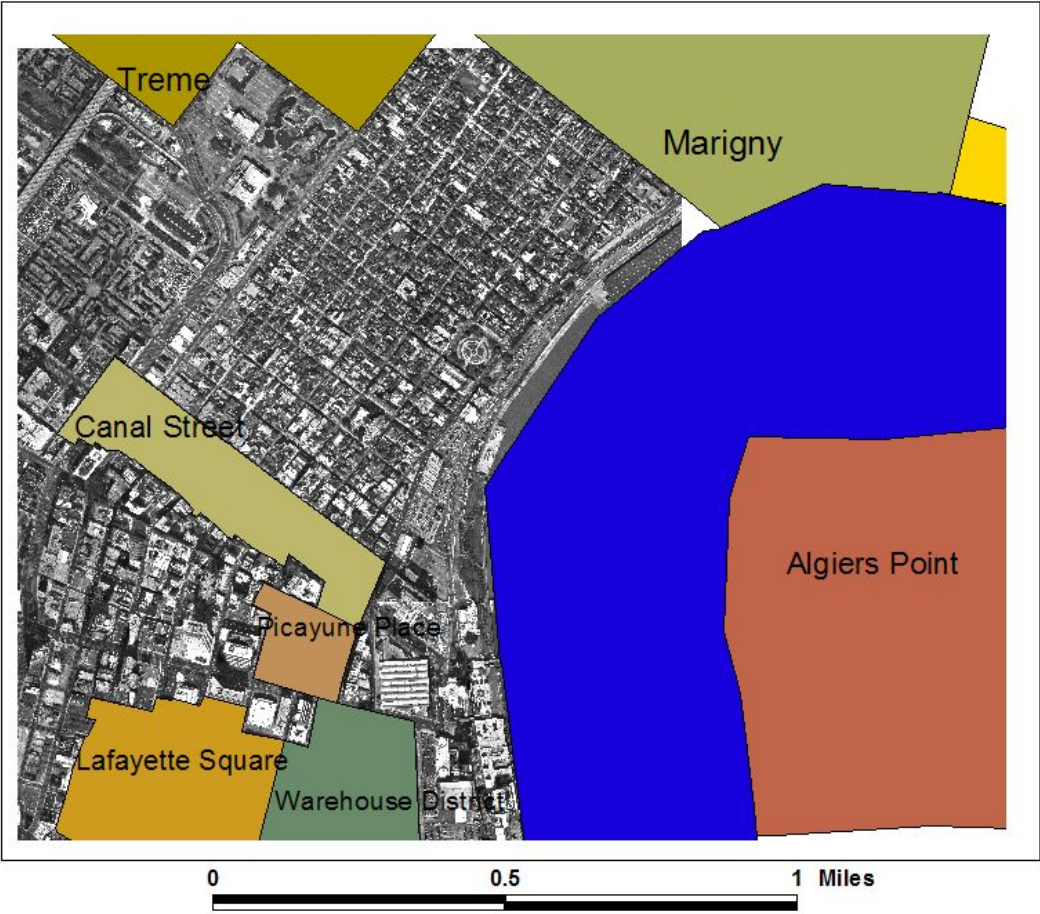 Treme
Marigny
Canal Street
Algiers Point
Picayune Place
Lafayette Square
Warehouse District
0 0.5 1 Miles